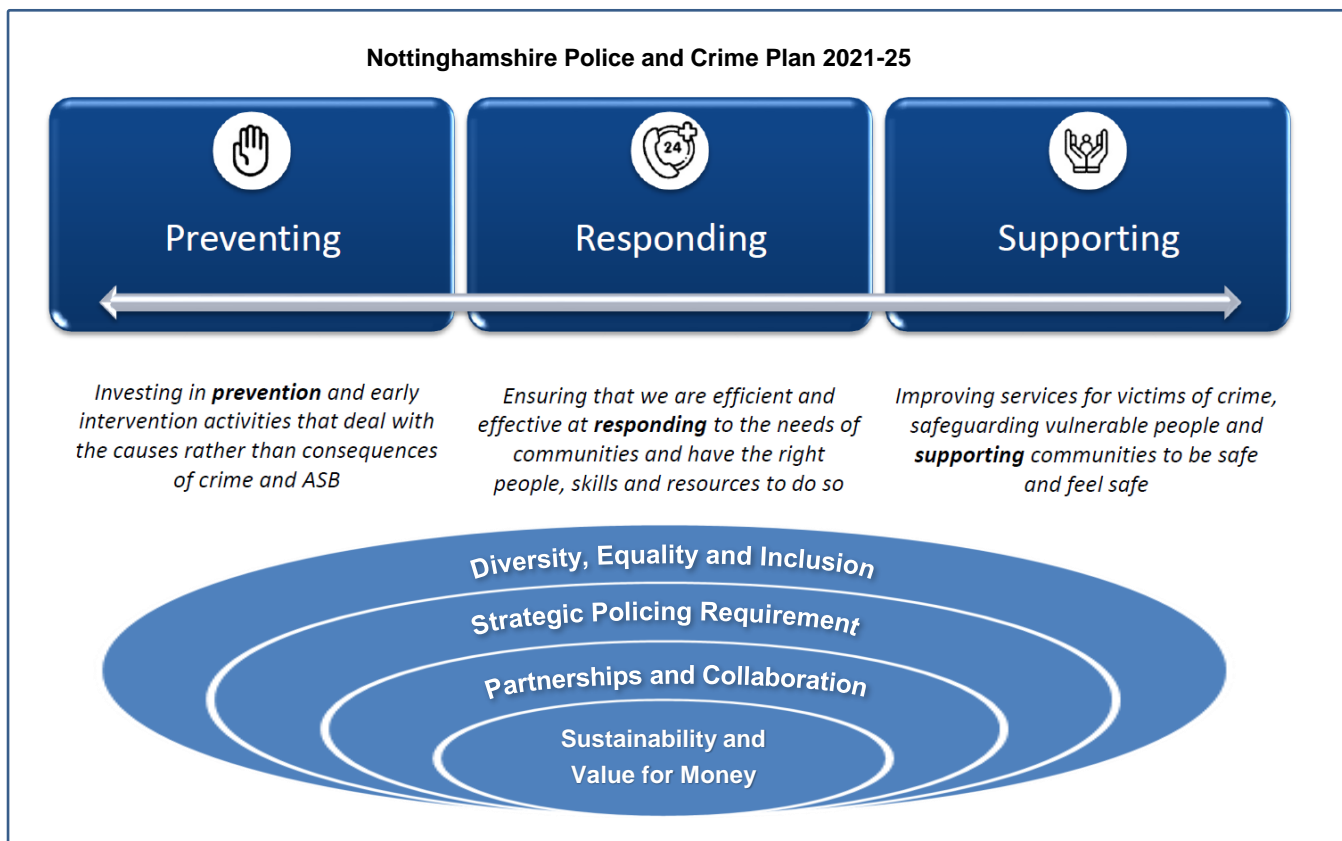 Nottinghamshire Police and Crime Plan 2021-25
24
Preventing
Responding
Supporting
Investing in prevention and early
intervention activities that deal with
the causes rather than consequences
of crime and ASB
Ensuring that we are efficient and
effective at responding to the needs of
communities and have the right
people, skills and resources to do so
Improving services for victims of crime,
safeguarding vulnerable people and
supporting communities to be safe
and feel safe
Diversity, Equality and Inclusion
Strategic Policing Requirement
Partnerships and Collaboration
Sustainability and
Value for Money